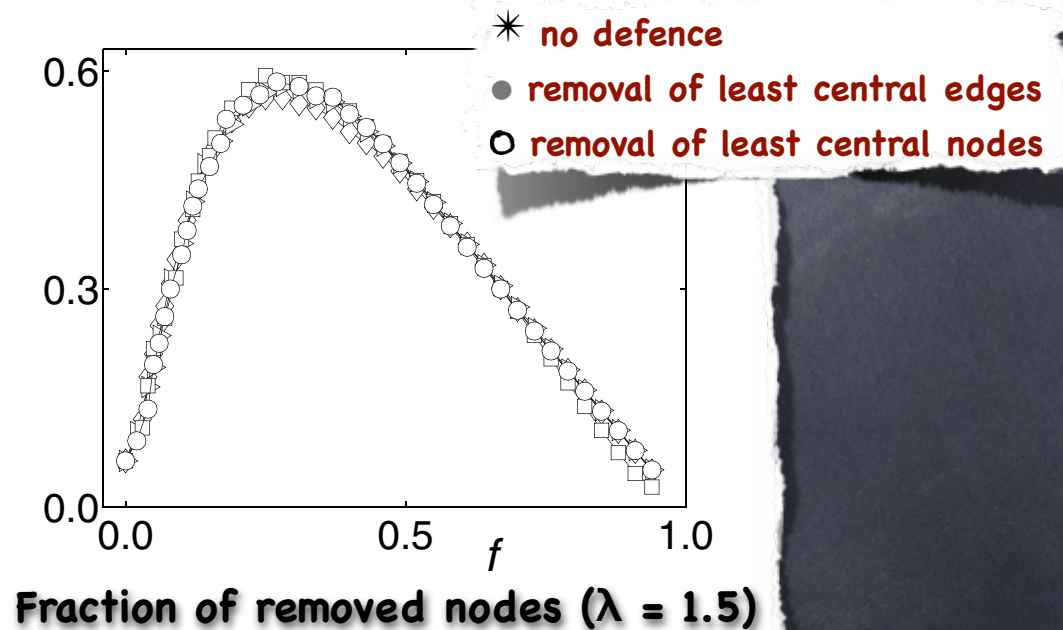 ✳ no defence
● removal of least central edges
○ removal of least central nodes
0.6
0.3
0.0
0.0 0.5 1.0
f
Fraction of removed nodes (λ = 1.5)